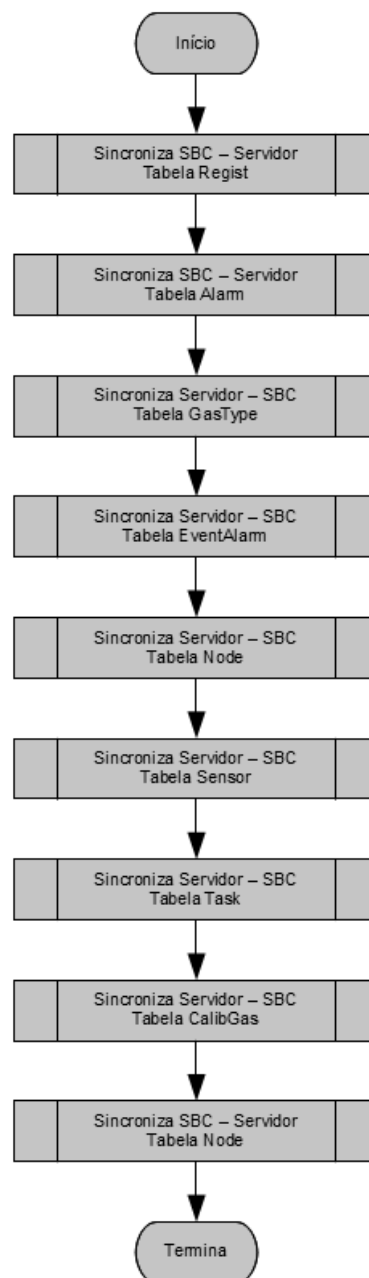 Início
Sincroniza SBC – Servidor
Tabela Regist
Sincroniza SBC – Servidor
Tabela Alarm
Sincroniza Servidor – SBC
Tabela GasType
Sincroniza Servidor – SBC
Tabela EventAlarm
Sincroniza Servidor – SBC
Tabela Node
Sincroniza Servidor – SBC
Tabela Sensor
Sincroniza Servidor – SBC
Tabela Task
Sincroniza Servidor – SBC
Tabela CalibGas
Sincroniza SBC – Servidor
Tabela Node
Termina